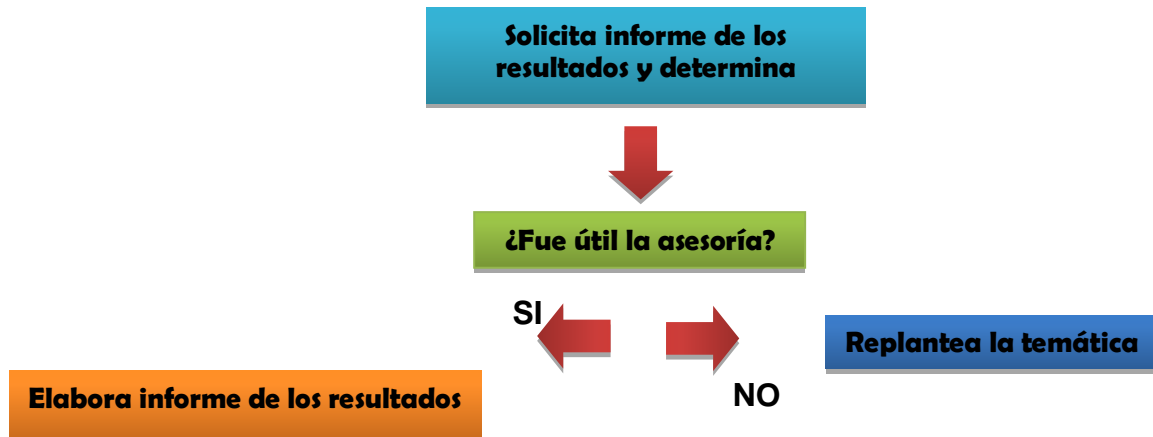 Solicita informe de los
resultados y determina
¿Fue útil la asesoría?
SI
Replantea la temática
Elabora informe de los resultados
NO